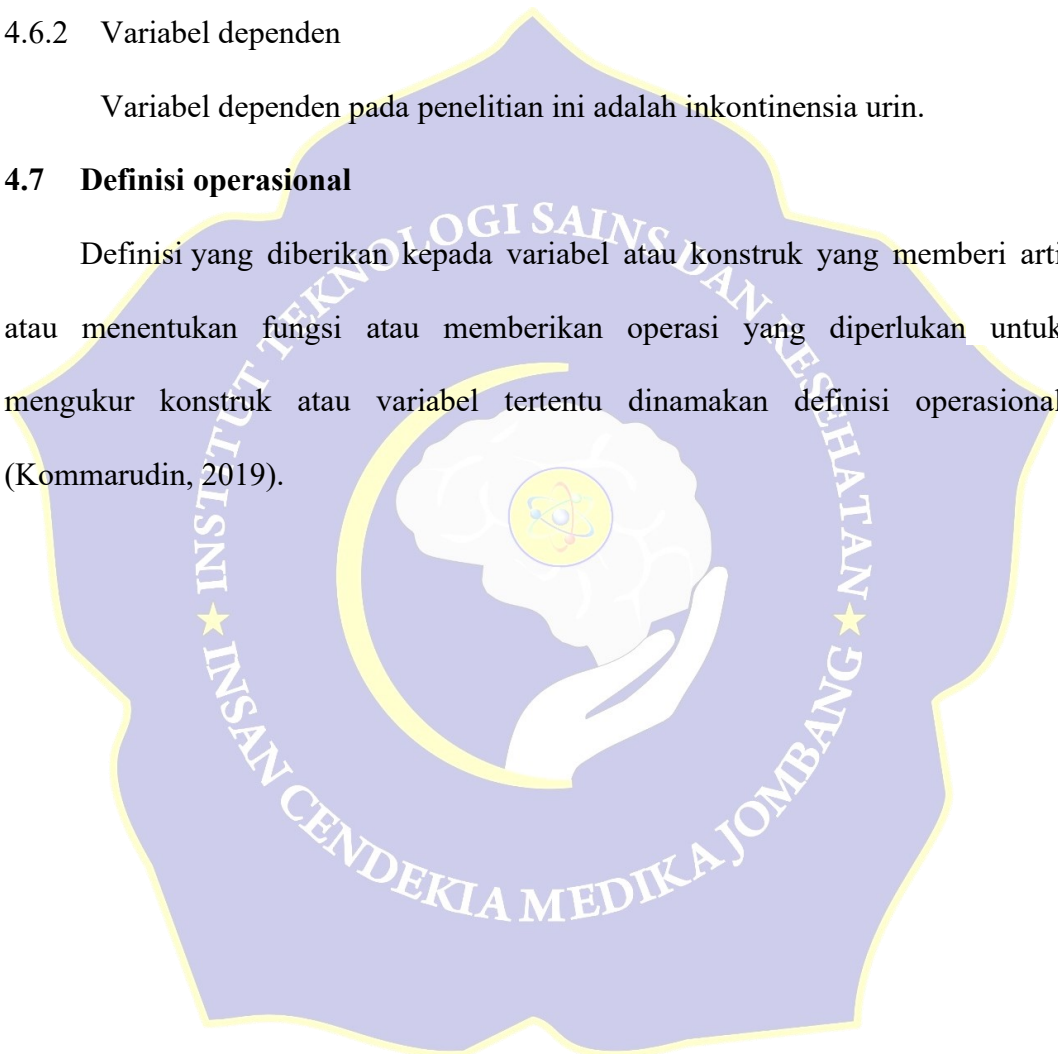 4.6.2 Variabel dependen
Variabel dependen pada penelitian ini adalah inkontinensia urin.
4.7 Definisi operasional
Definisi yang diberikan kepada variabel atau konstruk yang memberi arti
atau menentukan fungsi atau memberikan operasi yang diperlukan untuk
mengukur konstruk atau variabel tertentu dinamakan definisi operasional
(Kommarudin, 2019).
INSTITUT TEKNOLOGI SAINS DAN KESEHATAN
INSAN CENDEKIA MEDIKA JOMBANG